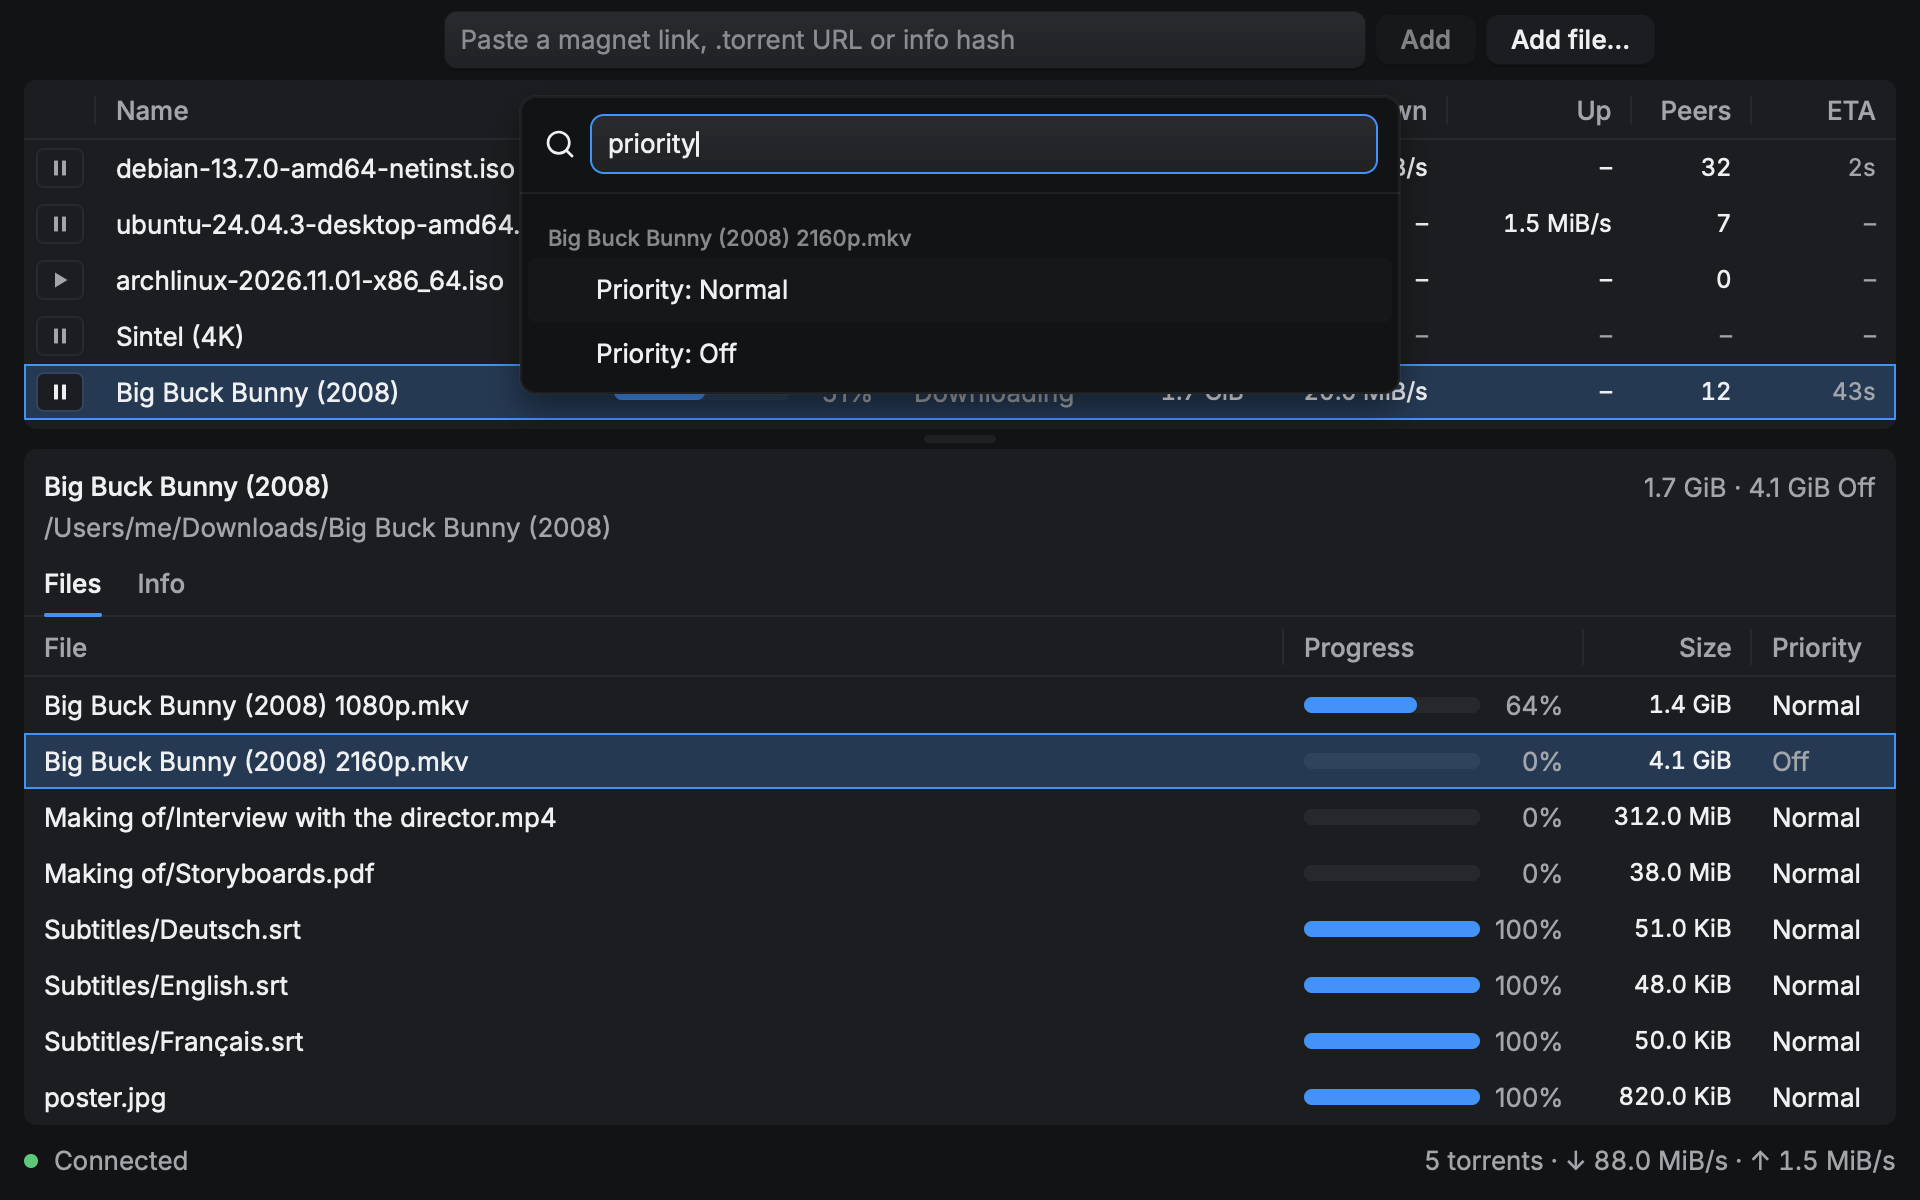 Paste a magnet link, .torrent URL or info hash Add Add file...
Name Up Peers ETA
priority
debian-13.7.0-amd64-netinst.iso – 32 2s
ubuntu-24.04.3-desktop-amd64. – 1.5 MiB/s 7 –
Big Buck Bunny (2008) 2160p.mkv
archlinux-2026.11.01-x86_64.iso – – 0 –
Priority: Normal
Sintel (4K) – – – –
Priority: Off
Big Buck Bunny (2008) 51% Downloading 1.7 GiB 20.0 MiB/s – 12 43s
Big Buck Bunny (2008) 1.7 GiB · 4.1 GiB Off
/Users/me/Downloads/Big Buck Bunny (2008)
Files Info
File Progress Size Priority
Big Buck Bunny (2008) 1080p.mkv 64% 1.4 GiB Normal
Big Buck Bunny (2008) 2160p.mkv 0% 4.1 GiB Off
Making of/Interview with the director.mp4 0% 312.0 MiB Normal
Making of/Storyboards.pdf 0% 38.0 MiB Normal
Subtitles/Deutsch.srt 100% 51.0 KiB Normal
Subtitles/English.srt 100% 48.0 KiB Normal
Subtitles/Français.srt 100% 50.0 KiB Normal
poster.jpg 100% 820.0 KiB Normal
Connected 5 torrents · ↓ 88.0 MiB/s · ↑ 1.5 MiB/s